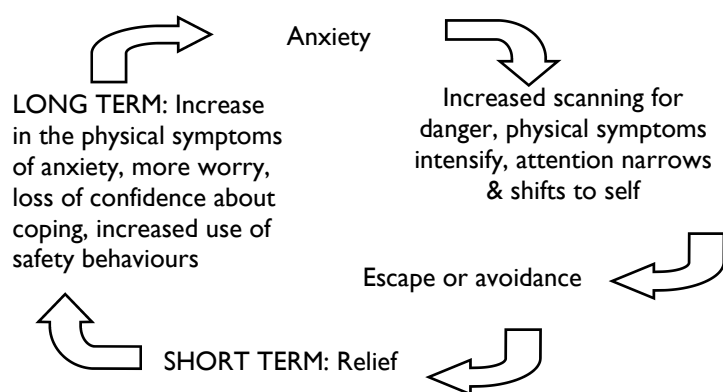 Anxiety
Increased scanning for
danger, physical symptoms
intensify, attention narrows
& shifts to self
Escape or avoidance
SHORT TERM: Relief
LONG TERM: Increase
in the physical symptoms
of anxiety, more worry,
loss of confidence about
coping, increased use of
safety behaviours